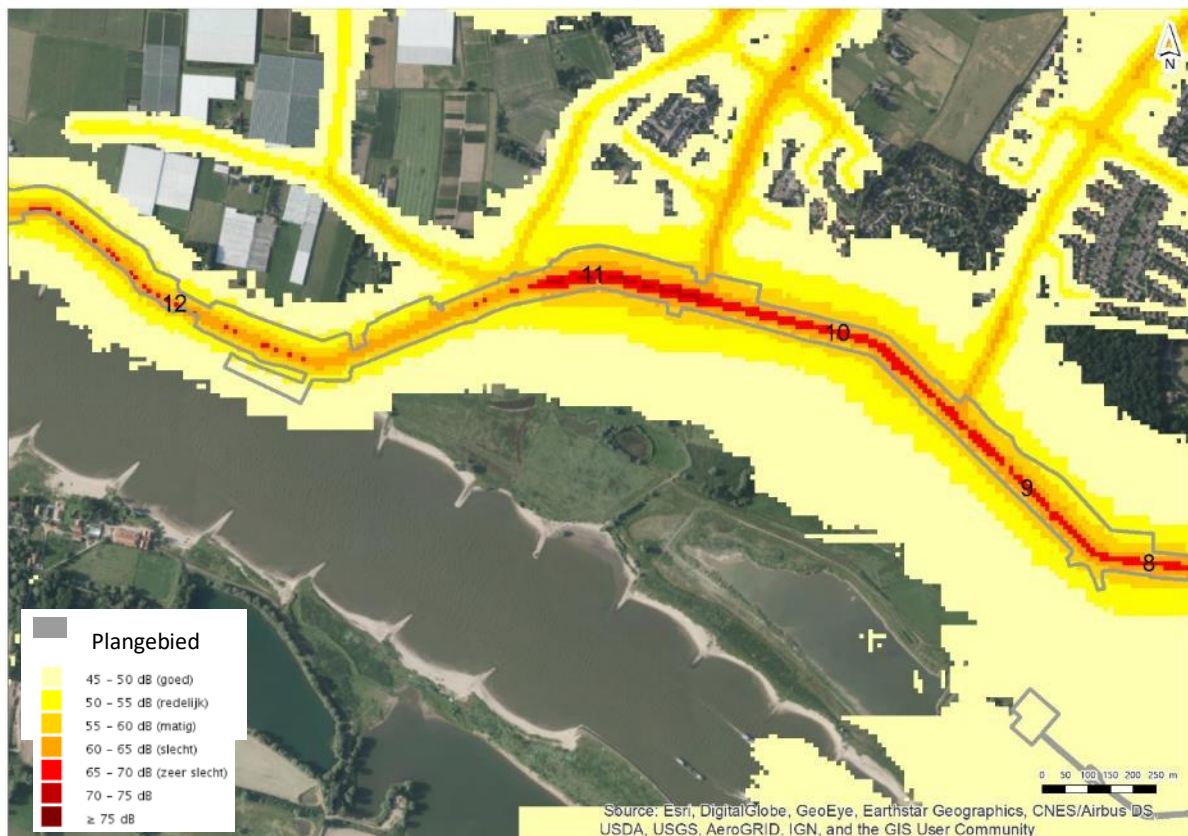 N
11
12
10
9
8
Plangebied
45 – 50 dB (goed)
50 – 55 dB (redelijk)
55 – 60 dB (matig)
60 – 65 dB (slecht)
65 – 70 dB (zeer slecht)
70 – 75 dB
≥ 75 dB
0 50 100 150 200 250 m
Source: Esri, DigitalGlobe, GeoEye, Earthstar Geographics, CNES/Airbus DS,
USDA, USGS, AeroGRID, IGN, and the GIS User Community